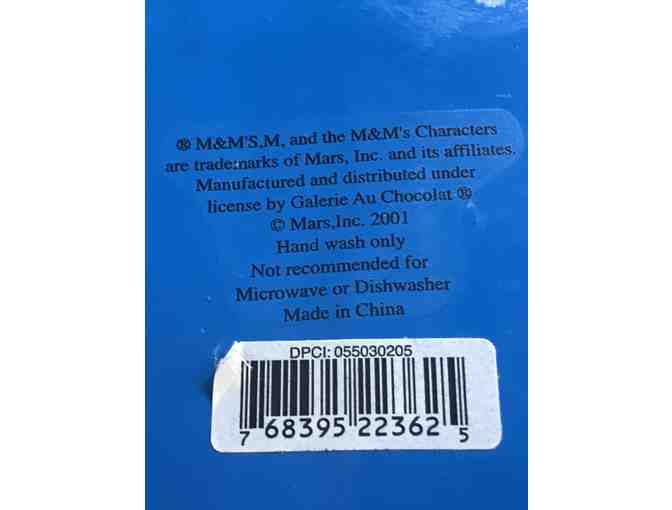 ® M&M'S,M, and the M&M's Characters
are trademarks of Mars, Inc. and its affiliates.
Manufactured and distributed under
license by Galerie Au Chocolat ®
© Mars,Inc. 2001
Hand wash only
Not recommended for
Microwave or Dishwasher
Made in China
DPCI: 055030205
7 68395 22362 5